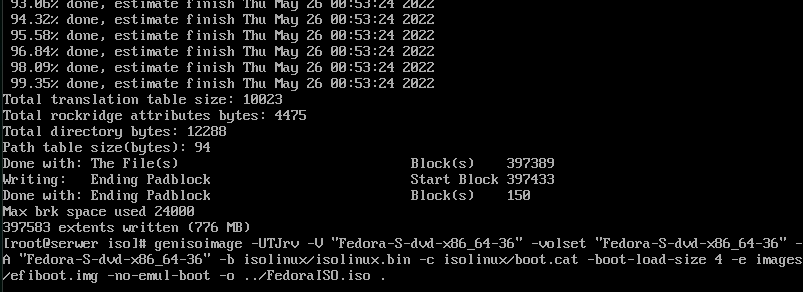 93.06% done, estimate finish Thu May 26 00:53:24 2022
94.32% done, estimate finish Thu May 26 00:53:24 2022
95.58% done, estimate finish Thu May 26 00:53:24 2022
96.84% done, estimate finish Thu May 26 00:53:24 2022
98.09% done, estimate finish Thu May 26 00:53:24 2022
99.35% done, estimate finish Thu May 26 00:53:24 2022
Total translation table size: 10023
Total rockridge attributes bytes: 4475
Total directory bytes: 12288
Path table size(bytes): 94
Done with: The File(s) Block(s) 397389
Writing: Ending Padblock Start Block 397433
Done with: Ending Padblock Block(s) 150
Max brk space used 24000
397583 extents written (776 MB)
[root@serwer iso]# genisoimage -UTJrv -V "Fedora-S-dvd-x86_64-36" -volset "Fedora-S-dvd-x86_64-36" -
A "Fedora-S-dvd-x86_64-36" -b isolinux/isolinux.bin -c isolinux/boot.cat -boot-load-size 4 -e images
/efiboot.img -no-emul-boot -o ../FedoraISO.iso .